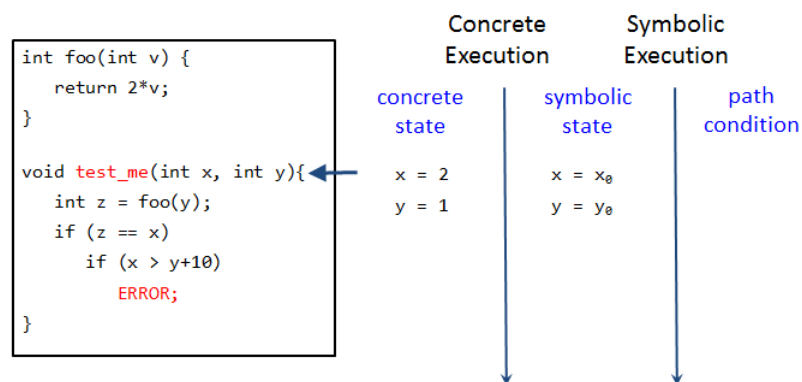 int foo(int v) {
return 2*v;
}
void test_me(int x, int y){
int z = foo(y);
if (z == x)
if (x > y+10)
ERROR;
}
Concrete
Execution
Symbolic
Execution
concrete
state
symbolic
state
path
condition
x = 2
x = x₀
y = 1
y = y₀